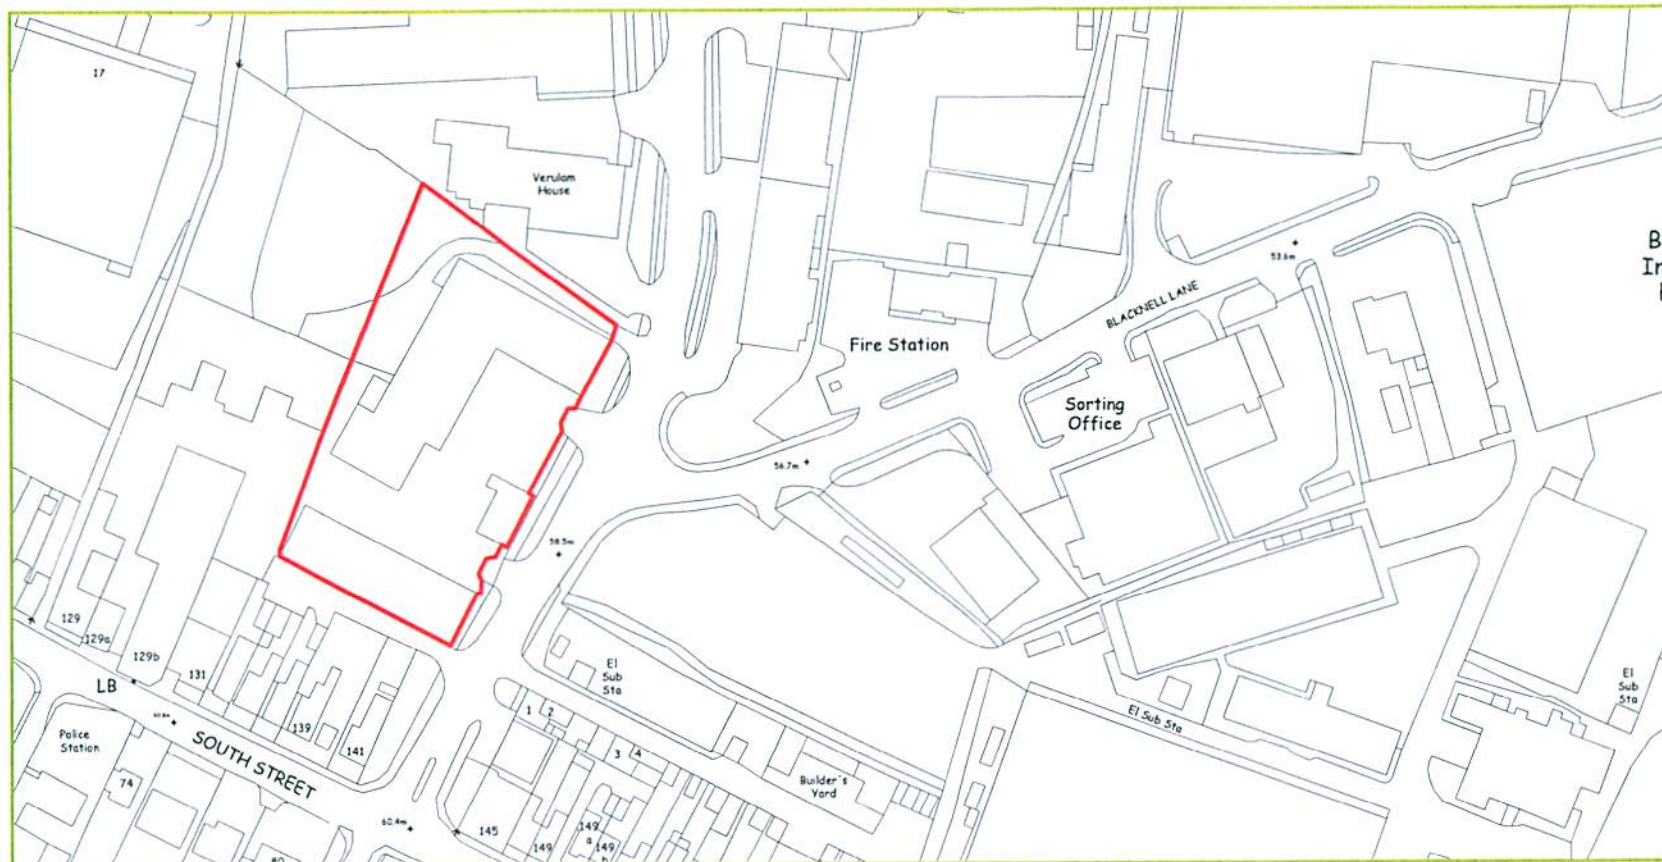 17
Verulam
House
B
In
53.6m
BLACKNELL LANE
Fire Station
Sorting
Office
56.7m
58.5m
129
129a
129b
131
LB
139
141
El
Sub
Sta
El
Sub
Sta
El Sub Sta
1
2
3
4
Police
Station
SOUTH STREET
74
Builder's
Yard
60.4m
145
149
149
a
149
80